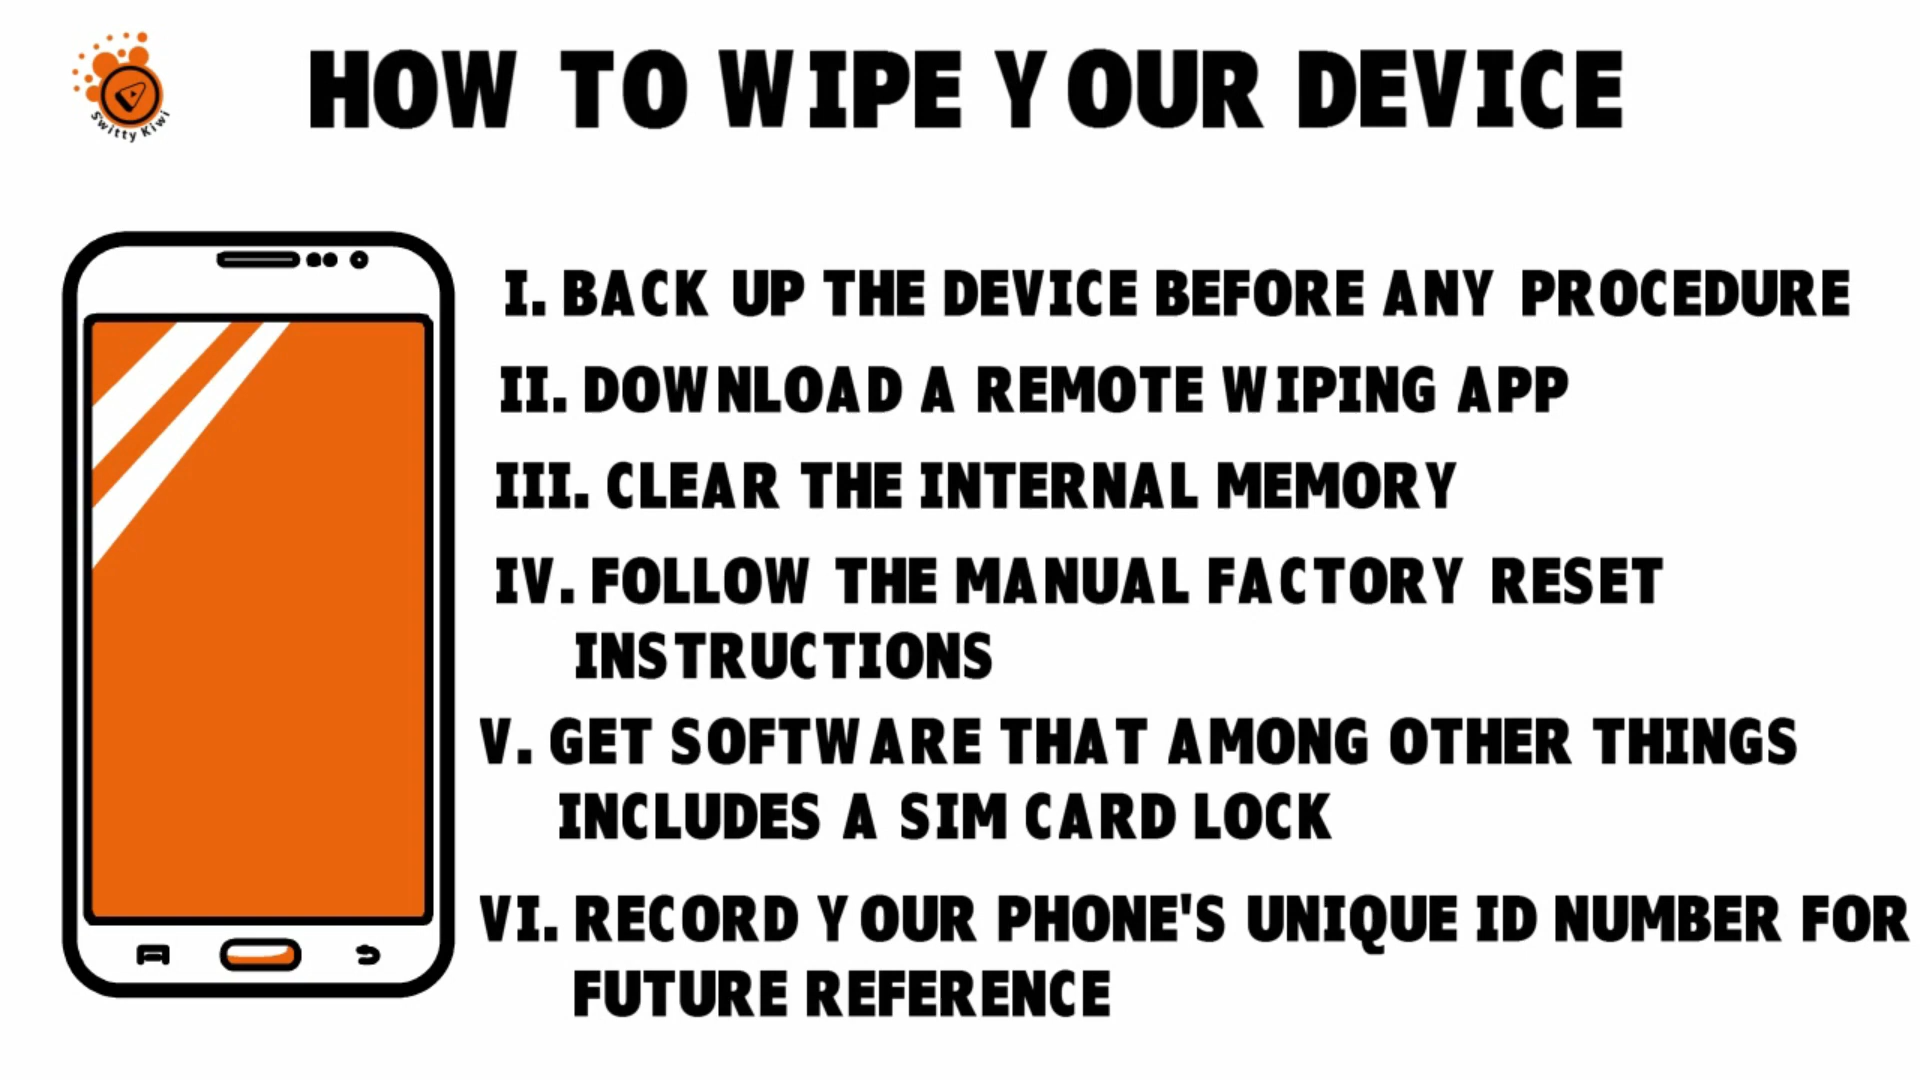 Switty Kiwi
HOW TO WIPE YOUR DEVICE
I. BACK UP THE DEVICE BEFORE ANY PROCEDURE
II. DOWNLOAD A REMOTE WIPING APP
III. CLEAR THE INTERNAL MEMORY
IV. FOLLOW THE MANUAL FACTORY RESET
INSTRUCTIONS
V. GET SOFTWARE THAT AMONG OTHER THINGS
INCLUDES A SIM CARD LOCK
VI. RECORD YOUR PHONE'S UNIQUE ID NUMBER FOR
FUTURE REFERENCE